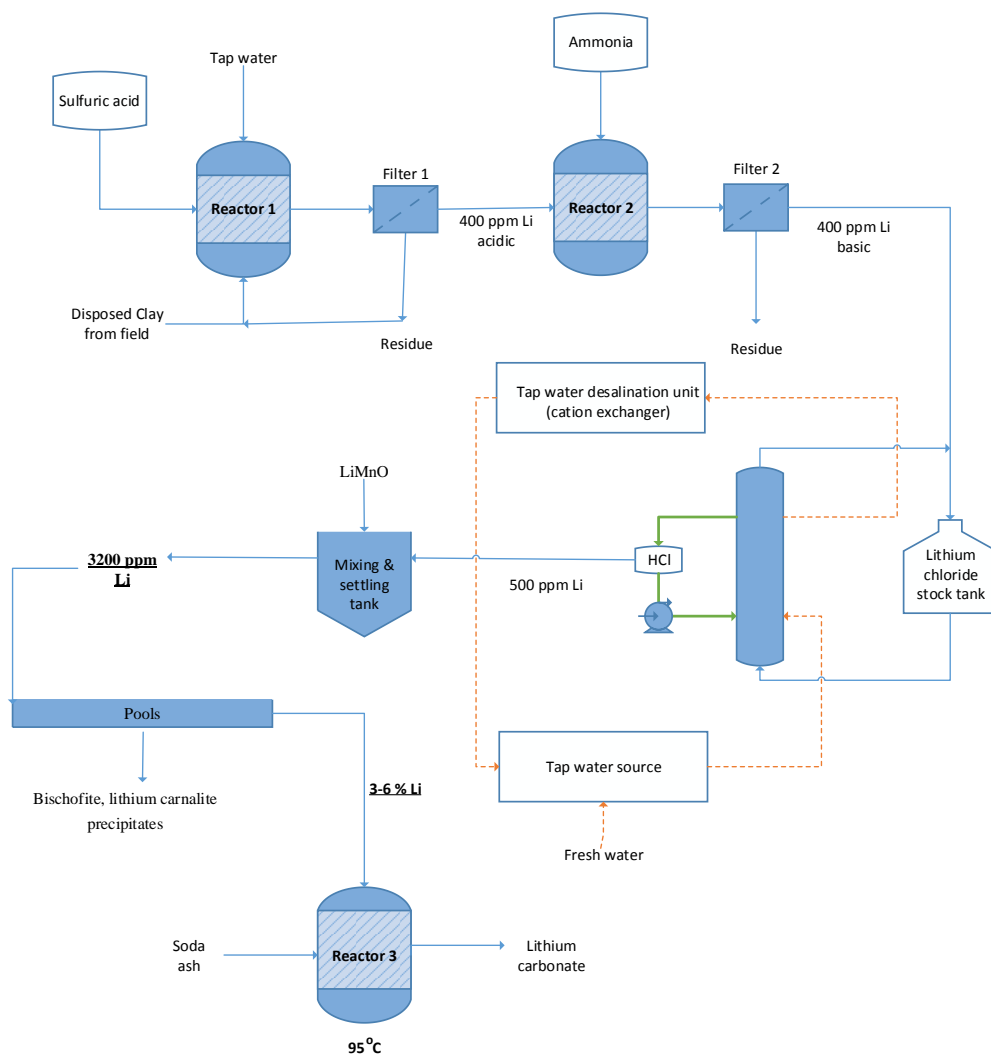 Ammonia
Tap water
Sulfuric acid
Filter 1
Filter 2
Reactor 1
Reactor 2
400 ppm Li
acidic
400 ppm Li
basic
Disposed Clay
from field
Residue
Residue
Tap water desalination unit
(cation exchanger)
LiMnO
3200 ppm
Li
Mixing &
settling
tank
HCl
500 ppm Li
Lithium
chloride
stock tank
Pools
Tap water source
Bischofite, lithium carnalite
precipitates
3-6 % Li
Fresh water
Soda
ash
Reactor 3
Lithium
carbonate
95°C